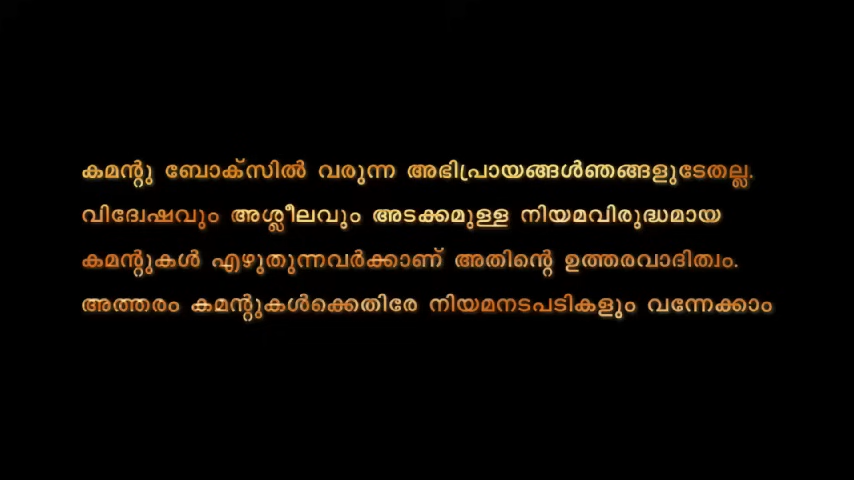 കമന്റു ബോക്സിൽ വരുന്ന അഭിപ്രായങ്ങൾഞങ്ങളുടേതല്ല.
വിദ്വേഷവും അശ്ലീലവും അടക്കമുള്ള നിയമവിരുദ്ധമായ
കമന്റുകൾ എഴുതുന്നവർക്കാണ് അതിന്റെ ഉത്തരവാദിത്വം.
അത്തരം കമന്റുകൾക്കെതിരേ നിയമനടപടികളും വന്നേക്കാം